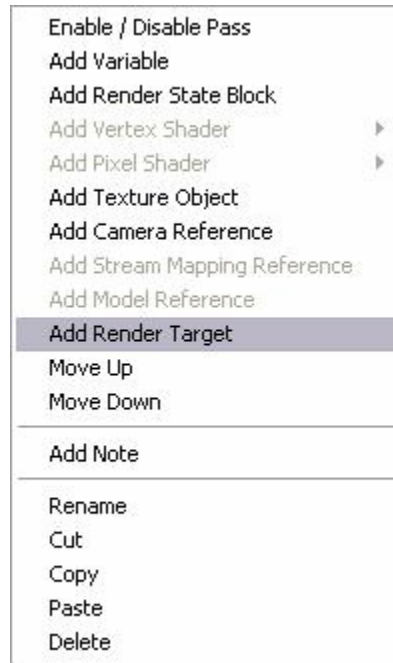 Enable / Disable Pass
Add Variable
Add Render State Block
Add Vertex Shader
Add Pixel Shader
Add Texture Object
Add Camera Reference
Add Stream Mapping Reference
Add Model Reference
Add Render Target
Move Up
Move Down
Add Note
Rename
Cut
Copy
Paste
Delete